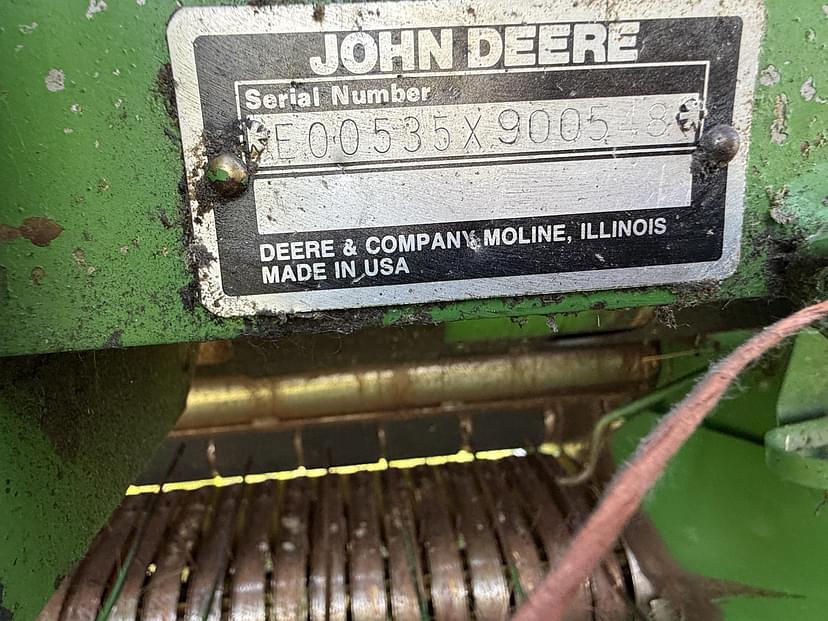 JOHN DEERE
Serial Number
E00535X900548
DEERE & COMPANY MOLINE, ILLINOIS
MADE IN USA